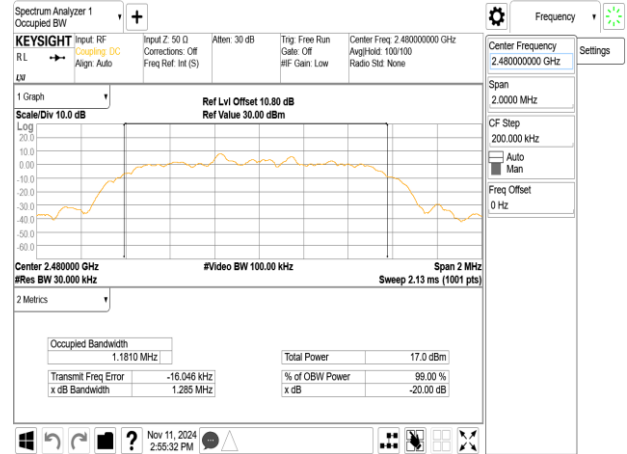 Spectrum Analyzer 1
Occupied BW
Frequency
KEYSIGHT
RL
Input: RF
Coupling: DC
Align: Auto
Input Z: 50 Ω
Corrections: Off
Freq Ref: Int (S)
Atten: 30 dB
Trig: Free Run
Gate: Off
#IF Gain: Low
Center Freq: 2.480000000 GHz
Avg|Hold: 100/100
Radio Std: None
1 Graph
Scale/Div 10.0 dB
Ref Lvl Offset 10.80 dB
Ref Value 30.00 dBm
Log
20.0
10.0
0.00
-10.0
-20.0
-30.0
-40.0
-50.0
-60.0
Center 2.480000 GHz
#Res BW 30.000 kHz
#Video BW 100.00 kHz
Span 2 MHz
Sweep 2.13 ms (1001 pts)
2 Metrics
Occupied Bandwidth
1.1810 MHz
Total Power 17.0 dBm
Transmit Freq Error -16.046 kHz
% of OBW Power 99.00 %
x dB Bandwidth 1.285 MHz
x dB -20.00 dB
Nov 11, 2024
2:55:32 PM
Center Frequency
2.480000000 GHz
Settings
Span
2.0000 MHz
CF Step
200.000 kHz
Auto
Man
Freq Offset
0 Hz